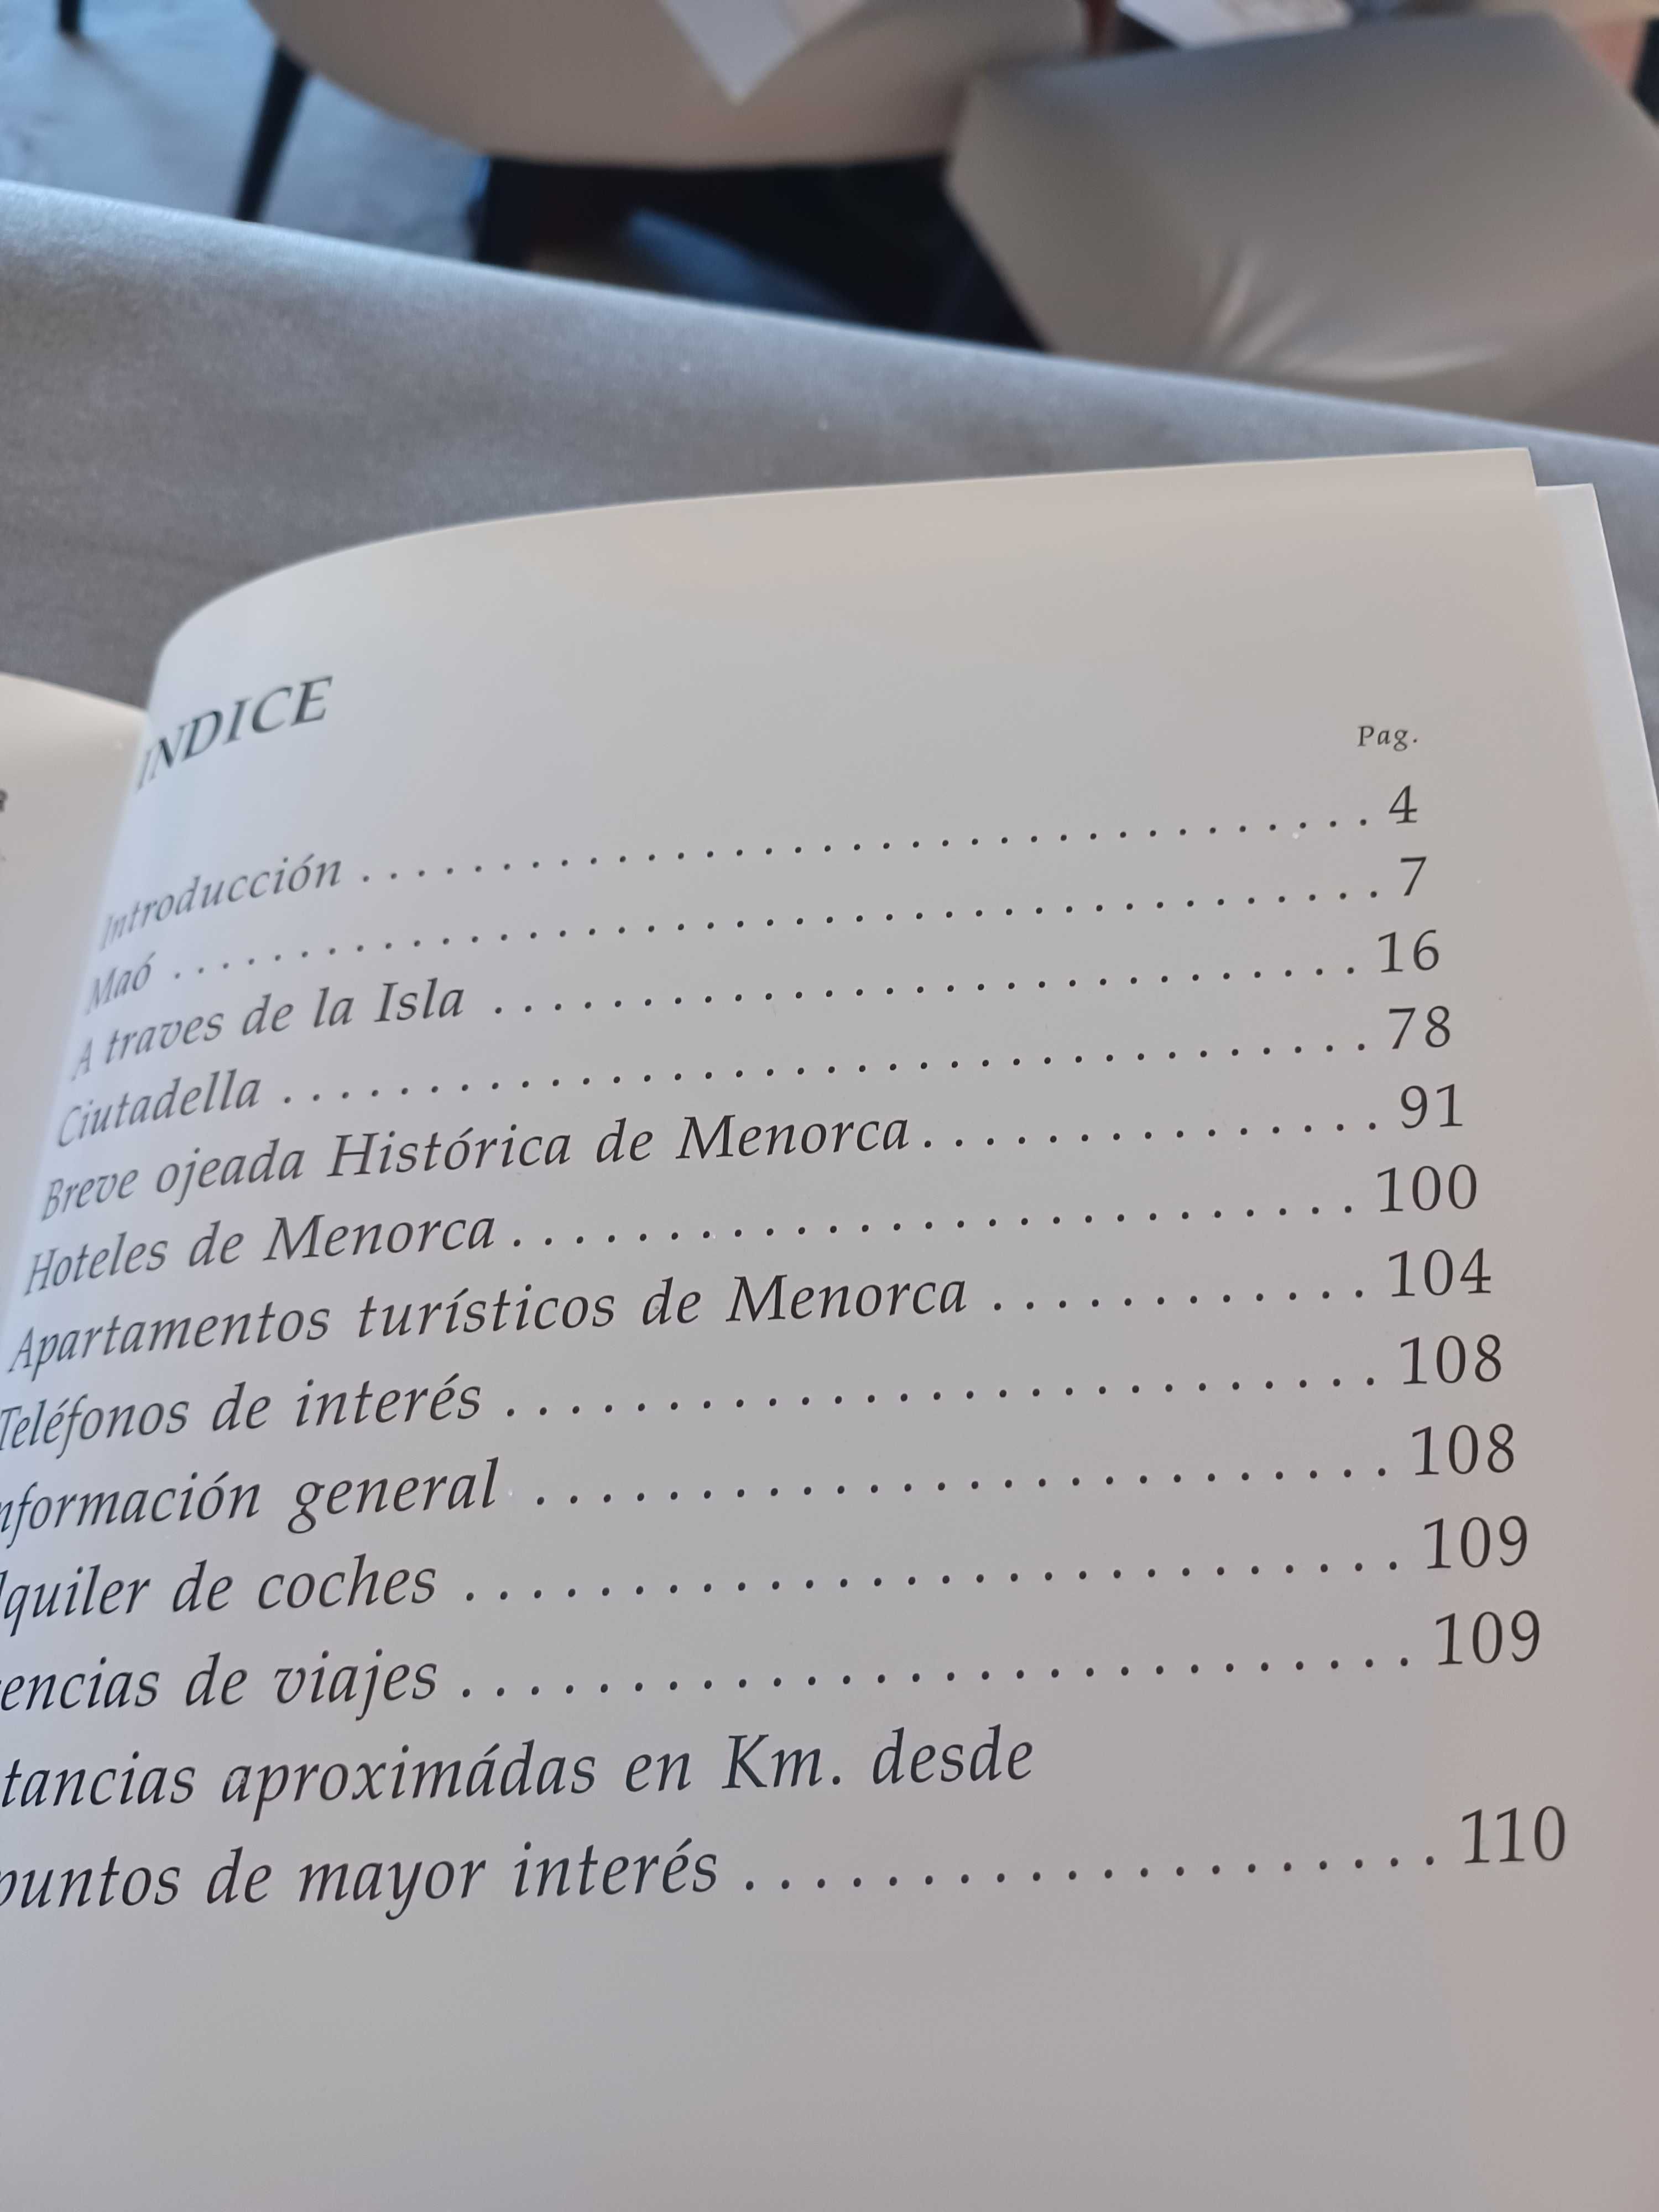 INDICE
Pag.
Introducción . . . . . . . . . . . . . . . . . . . . . . . . . . . . . . . . . . . 4
Maó . . . . . . . . . . . . . . . . . . . . . . . . . . . . . . . . . . . . . . . . . . 7
A traves de la Isla . . . . . . . . . . . . . . . . . . . . . . . . . . . . 16
Ciutadella . . . . . . . . . . . . . . . . . . . . . . . . . . . . . . . . . . . . 78
Breve ojeada Histórica de Menorca . . . . . . . . . . . . . . . 91
Hoteles de Menorca . . . . . . . . . . . . . . . . . . . . . . . . . . . 100
Apartamentos turísticos de Menorca . . . . . . . . . . . . 104
Teléfonos de interés . . . . . . . . . . . . . . . . . . . . . . . . . . . 108
nformación general . . . . . . . . . . . . . . . . . . . . . . . . . . 108
lquiler de coches . . . . . . . . . . . . . . . . . . . . . . . . . . . . 109
encias de viajes . . . . . . . . . . . . . . . . . . . . . . . . . . . . 109
tancias aproximádas en Km. desde
puntos de mayor interés . . . . . . . . . . . . . . . . . . . . 110